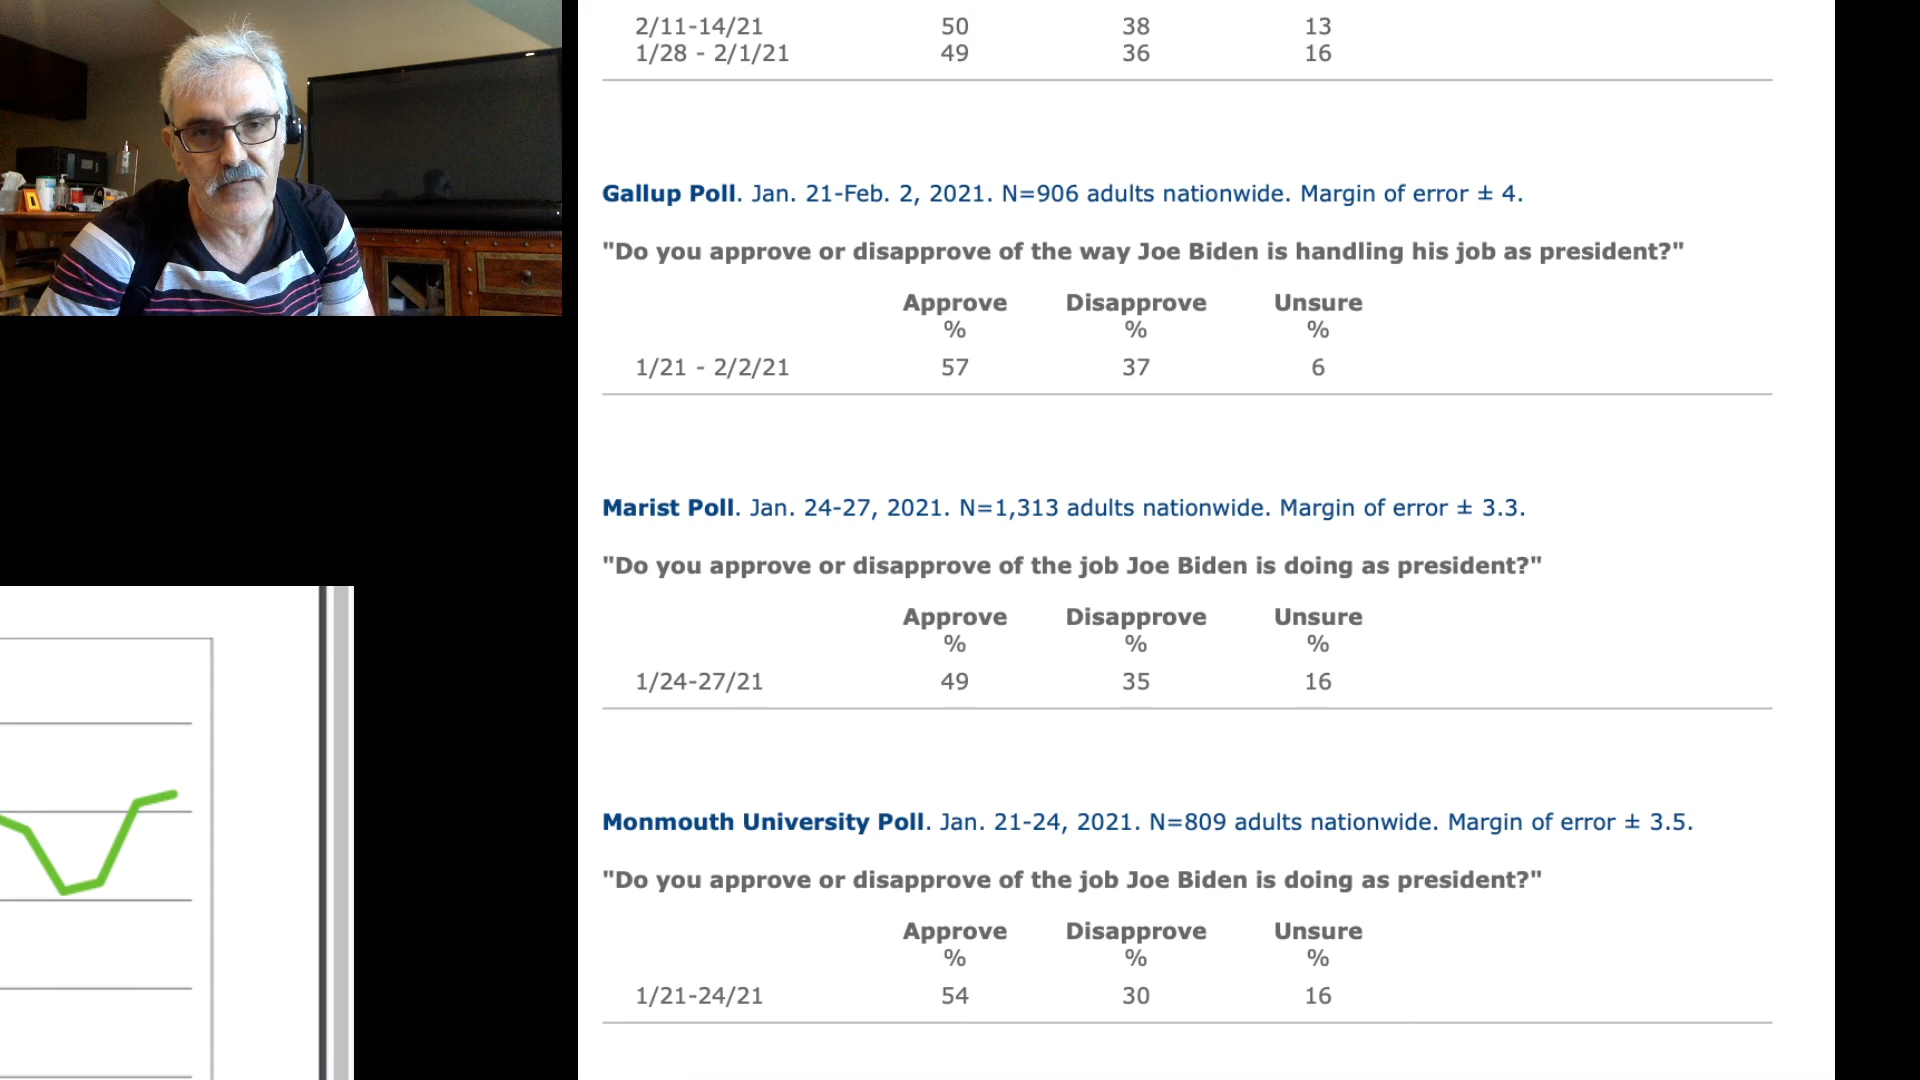 2/11-14/21 50 38 13
1/28 - 2/1/21 49 36 16
Gallup Poll. Jan. 21-Feb. 2, 2021. N=906 adults nationwide. Margin of error ± 4.
"Do you approve or disapprove of the way Joe Biden is handling his job as president?"
Approve Disapprove Unsure
% % %
1/21 - 2/2/21 57 37 6
Marist Poll. Jan. 24-27, 2021. N=1,313 adults nationwide. Margin of error ± 3.3.
"Do you approve or disapprove of the job Joe Biden is doing as president?"
Approve Disapprove Unsure
% % %
1/24-27/21 49 35 16
Monmouth University Poll. Jan. 21-24, 2021. N=809 adults nationwide. Margin of error ± 3.5.
"Do you approve or disapprove of the job Joe Biden is doing as president?"
Approve Disapprove Unsure
% % %
1/21-24/21 54 30 16